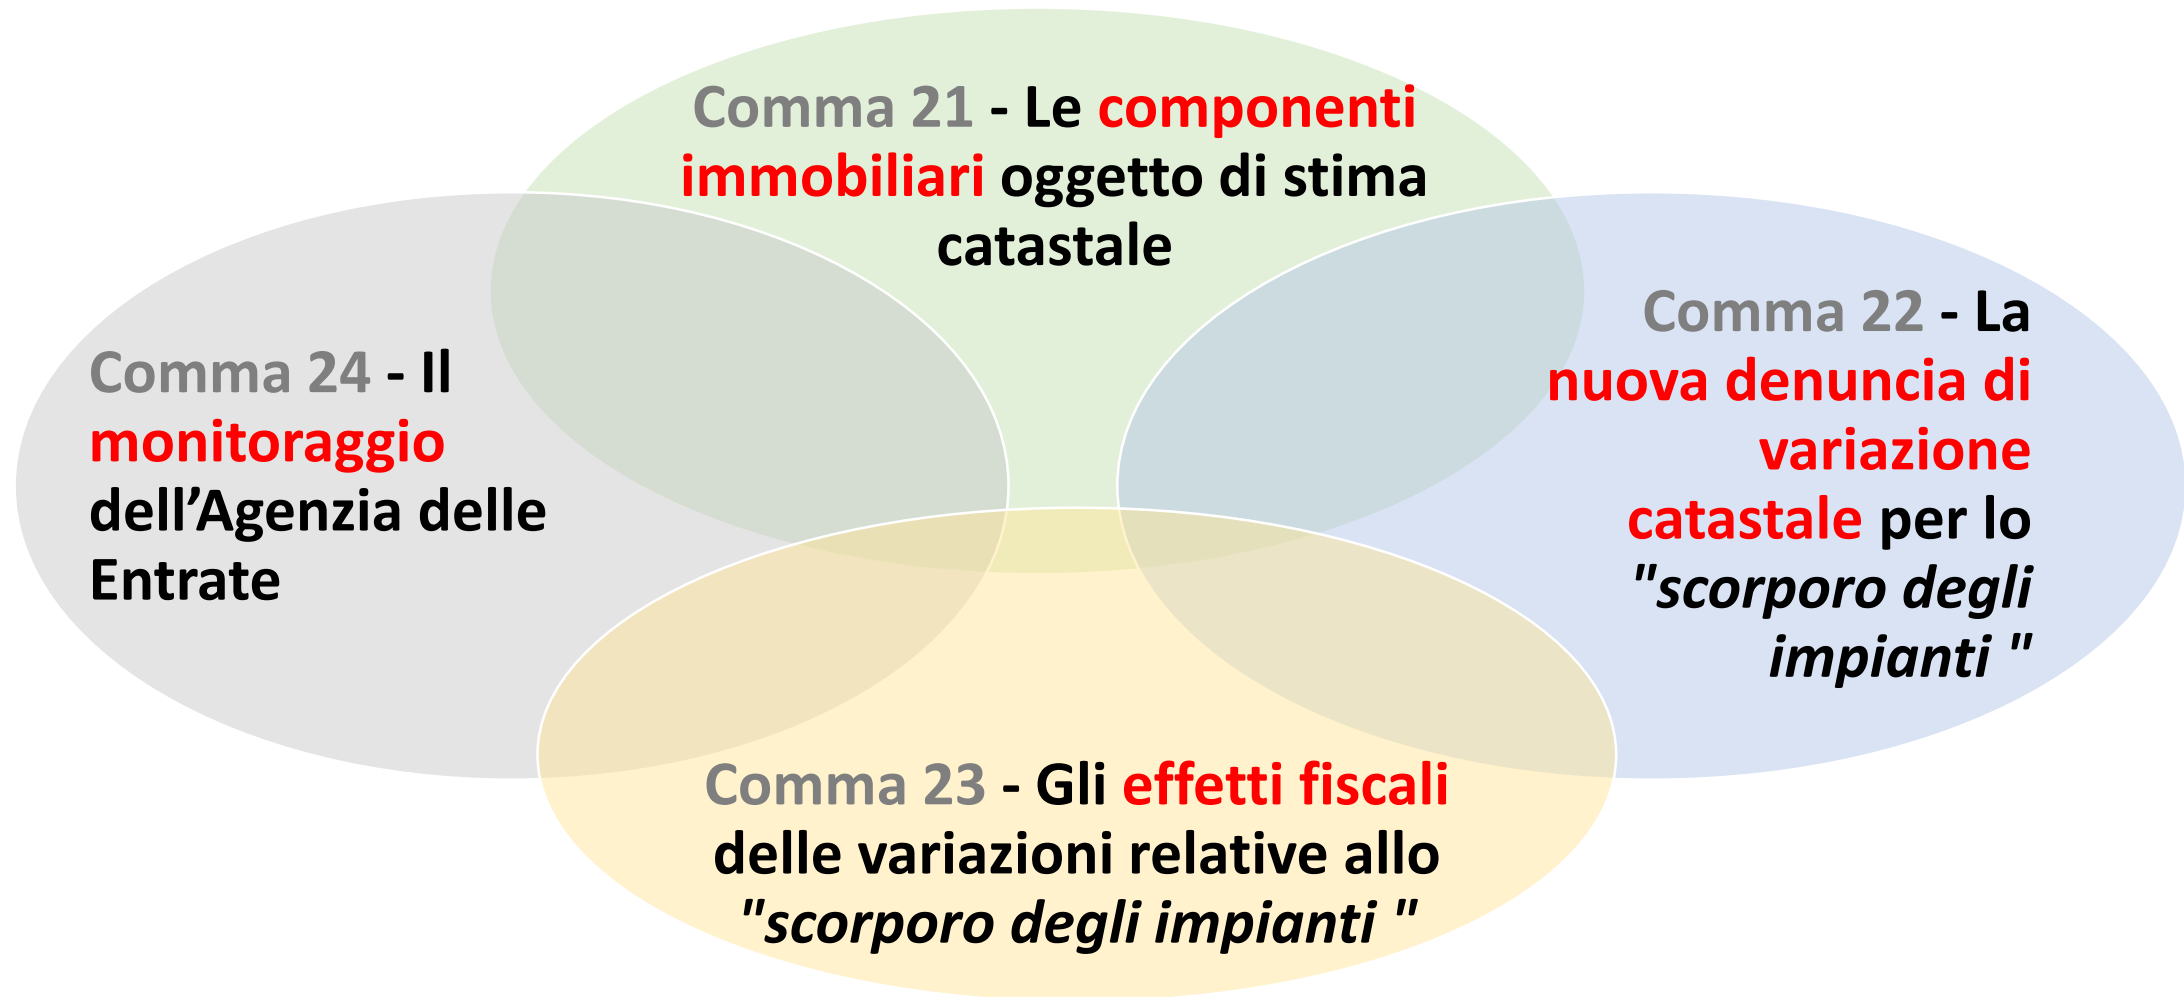 Comma 21 - Le componenti
immobiliari oggetto di stima
catastale
Comma 22 - La
nuova denuncia di
variazione
catastale per lo
"scorporo degli
impianti "
Comma 23 - Gli effetti fiscali
delle variazioni relative allo
"scorporo degli impianti "
Comma 24 - Il
monitoraggio
dell’Agenzia delle
Entrate